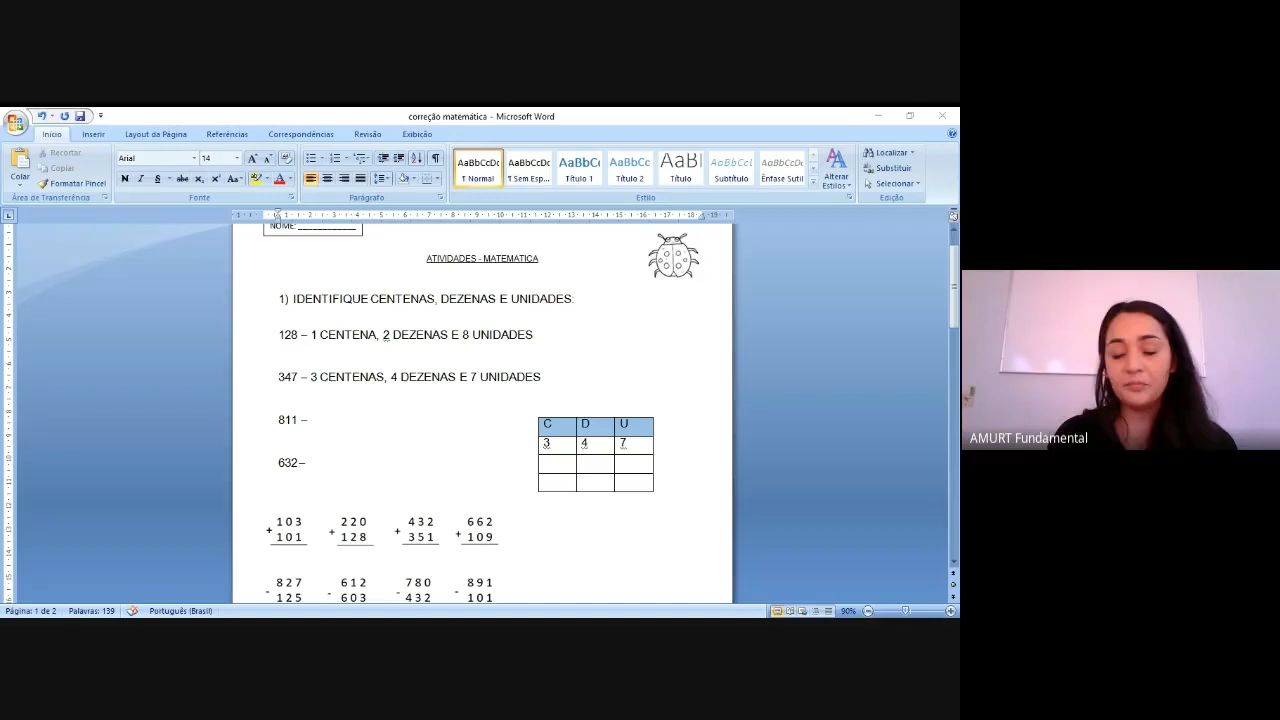 correção matemática - Microsoft Word
Início Inserir Layout da Página Referências Correspondências Revisão Exibição
Colar
Recortar
Copiar
Formatar Pincel
Área de Transferência
Arial 14
N I S abc x₂ x² Aa
Fonte
Parágrafo
AaBbCcDc AaBbCcDc AaBbCc AaBbCc AaBl AaBbCcl AaBbCcDc
¶ Normal ¶ Sem Esp... Título 1 Título 2 Título Subtítulo Ênfase Sutil
Alterar Estilos
Estilo
Localizar
Substituir
Selecionar
Edição
NOME: ____________
ATIVIDADES - MATEMATICA
1) IDENTIFIQUE CENTENAS, DEZENAS E UNIDADES:
128 – 1 CENTENA, 2 DEZENAS E 8 UNIDADES
347 – 3 CENTENAS, 4 DEZENAS E 7 UNIDADES
811 –
632–
C D U
3 4 7
103 220 432 662
+ 101 + 128 + 351 + 109
827 612 780 891
- 125 - 603 - 432 - 101
Página: 1 de 2 Palavras: 139 Português (Brasil) 90%
AMURT Fundamental